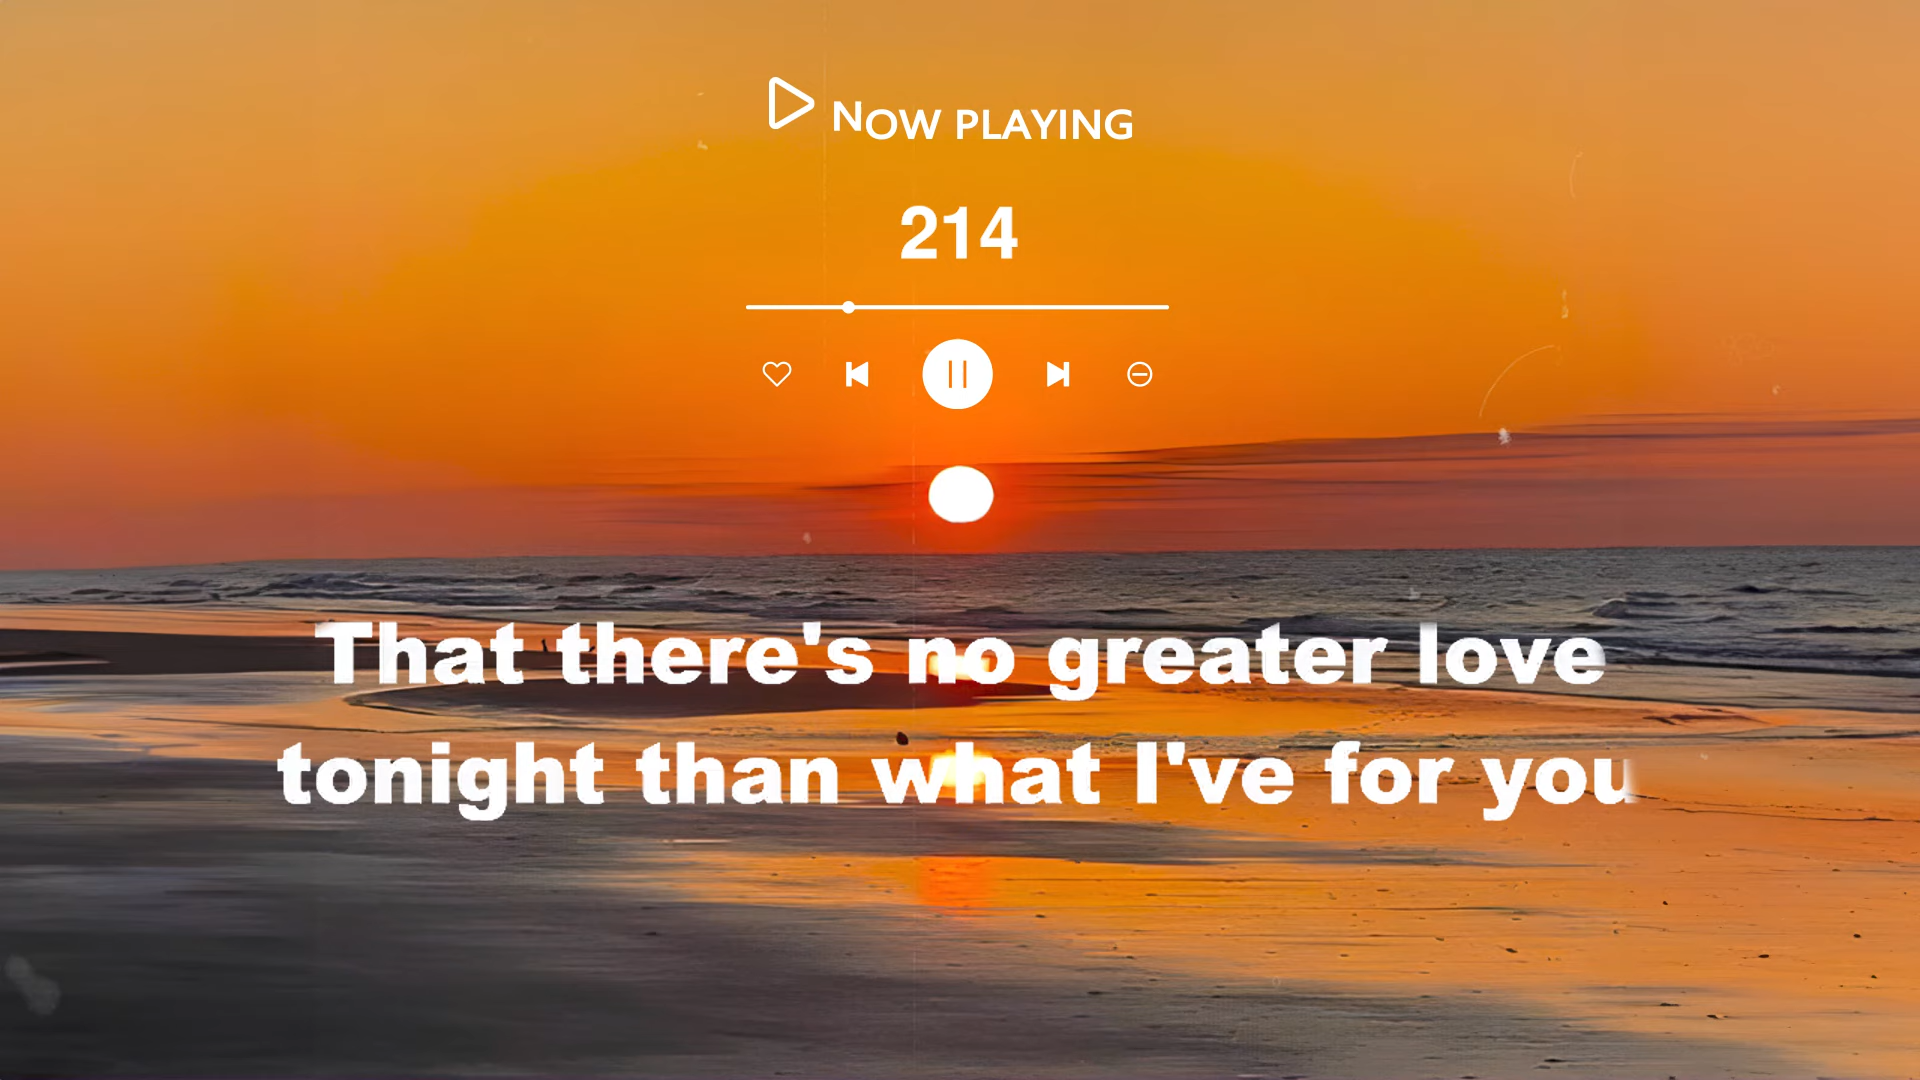 Now playing
214
That there's no greater love
tonight than what I've for you